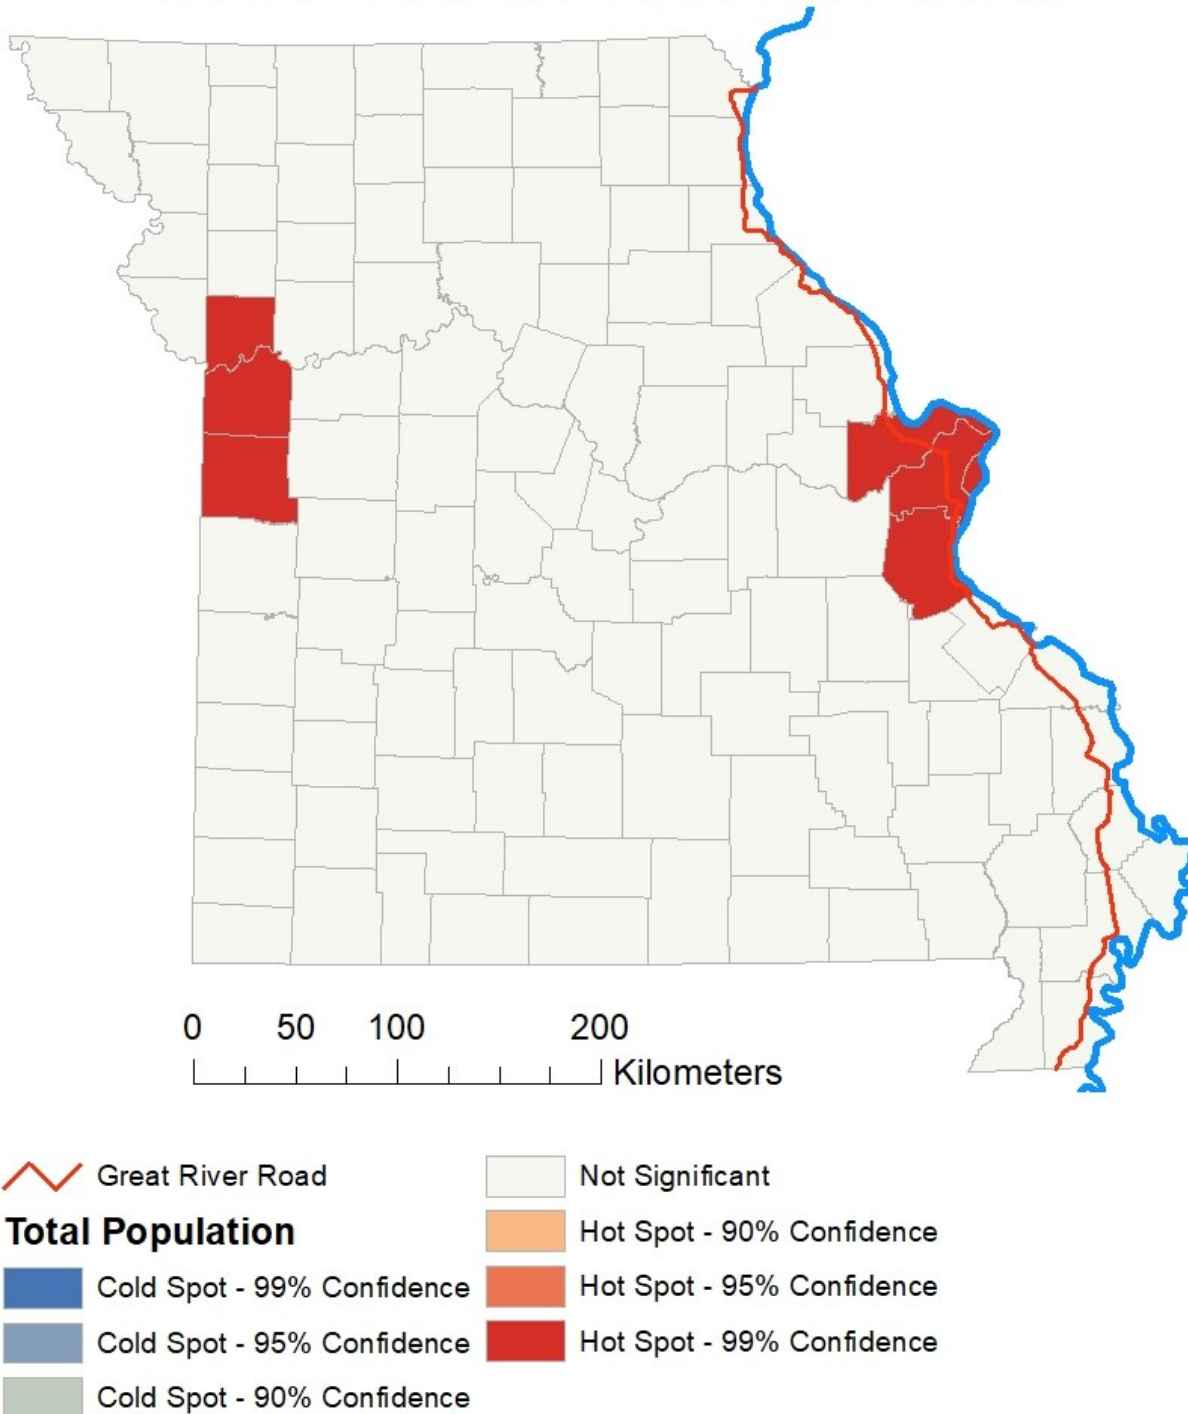 0 50 100 200
Kilometers
Great River Road
Total Population
Cold Spot - 99% Confidence
Cold Spot - 95% Confidence
Cold Spot - 90% Confidence
Not Significant
Hot Spot - 90% Confidence
Hot Spot - 95% Confidence
Hot Spot - 99% Confidence